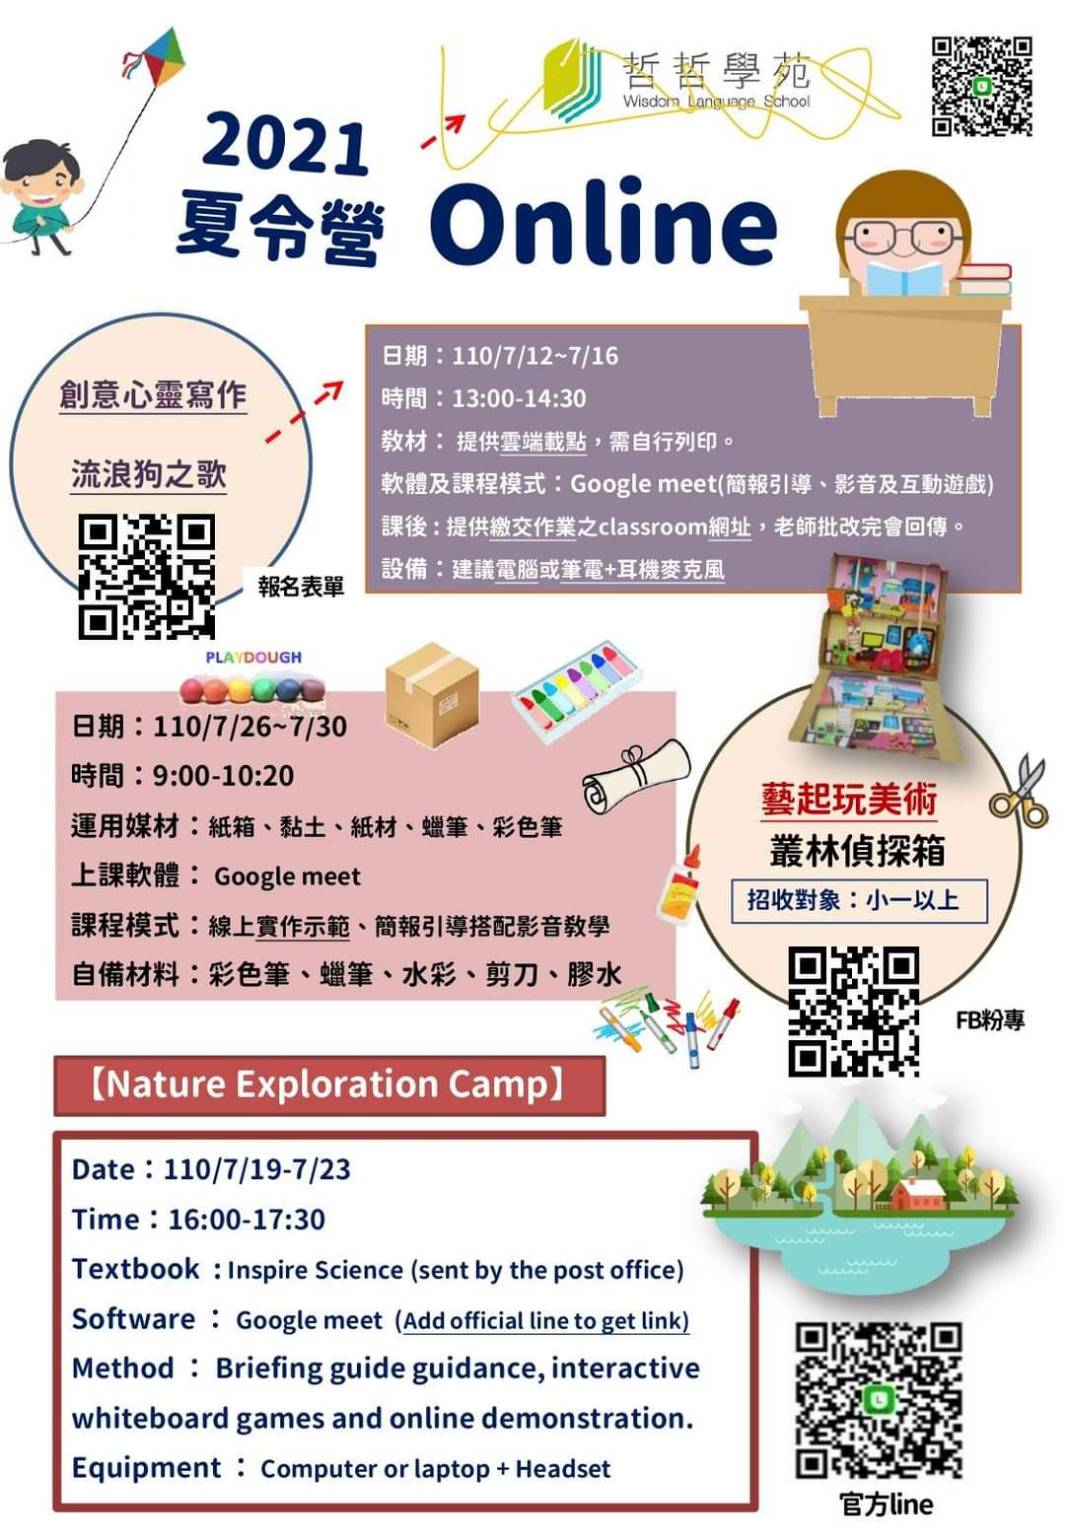 哲哲學苑
Wisdom Language School
2021
夏令營 Online
創意心靈寫作
流浪狗之歌
報名表單
日期：110/7/12~7/16
時間：13:00-14:30
教材： 提供雲端載點，需自行列印。
軟體及課程模式：Google meet(簡報引導、影音及互動遊戲)
課後：提供繳交作業之classroom網址，老師批改完會回傳。
設備：建議電腦或筆電+耳機麥克風
PLAYDOUGH
日期：110/7/26~7/30
時間：9:00-10:20
運用媒材：紙箱、黏土、紙材、蠟筆、彩色筆
上課軟體： Google meet
課程模式：線上實作示範、簡報引導搭配影音教學
自備材料：彩色筆、蠟筆、水彩、剪刀、膠水
藝起玩美術
叢林偵探箱
招收對象：小一以上
FB粉專
【Nature Exploration Camp】
Date：110/7/19-7/23
Time：16:00-17:30
Textbook：Inspire Science (sent by the post office)
Software： Google meet (Add official line to get link)
Method： Briefing guide guidance, interactive
whiteboard games and online demonstration.
Equipment： Computer or laptop + Headset
官方line